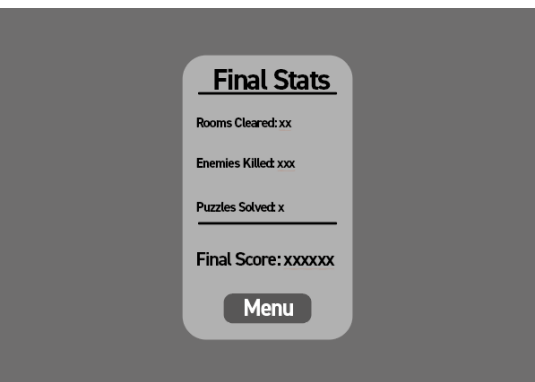 Final Stats
Rooms Cleared: xx
Enemies Killed: xxx
Puzzles Solved: x
Final Score: xxxxxx
Menu